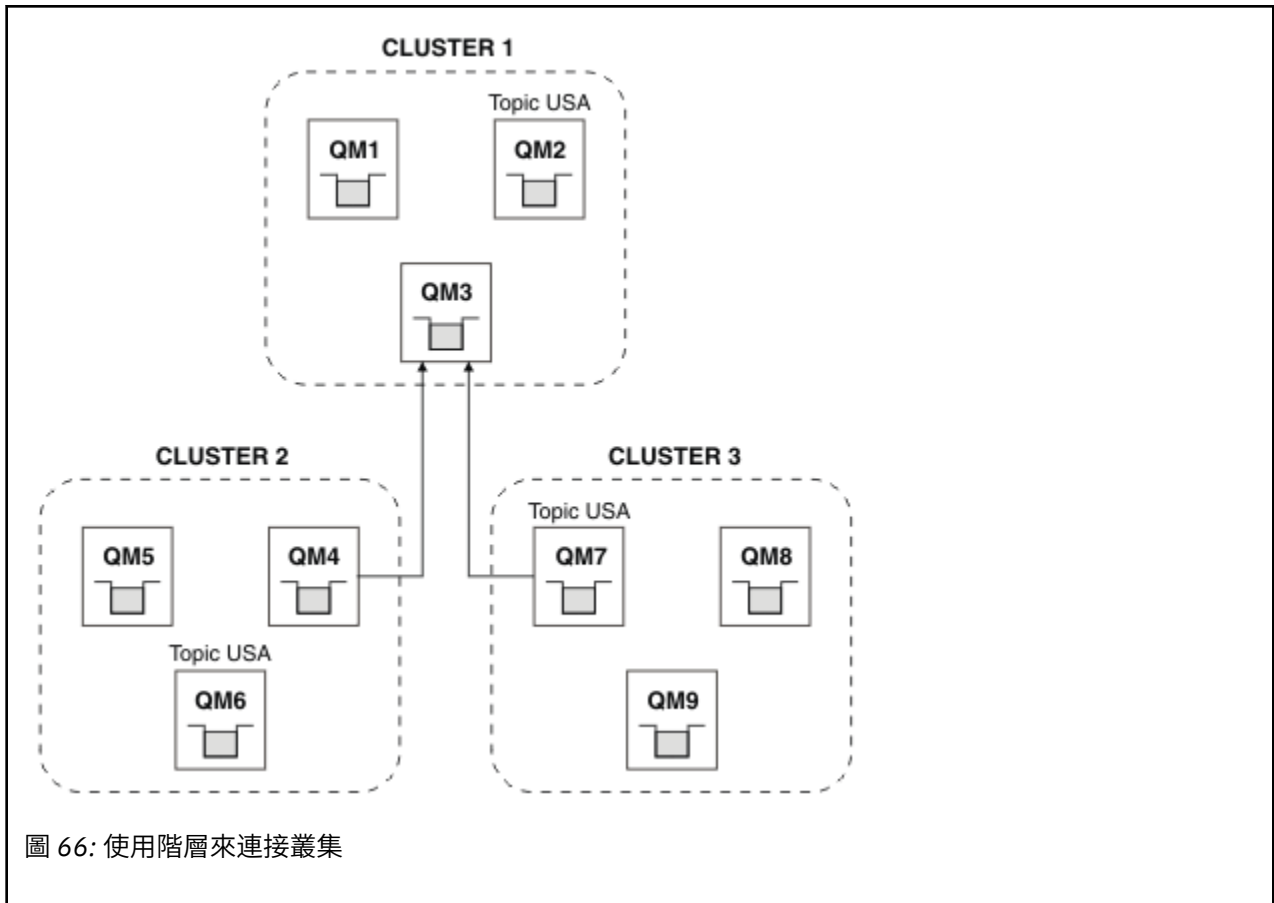 CLUSTER 1
Topic USA
QM1
QM2
QM3
CLUSTER 2
CLUSTER 3
Topic USA
QM5
QM4
QM7
QM8
Topic USA
QM6
QM9
圖 66: 使用階層來連接叢集